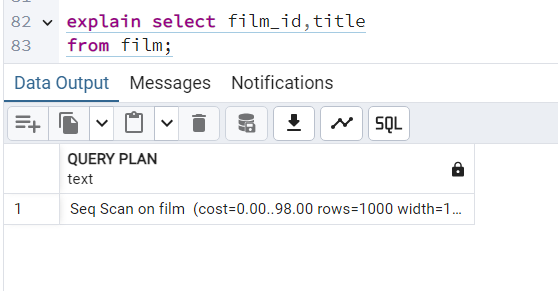 82 explain select film_id,title
83 from film;
Data Output Messages Notifications
SQL
QUERY PLAN
text
1 Seq Scan on film (cost=0.00..98.00 rows=1000 width=1...